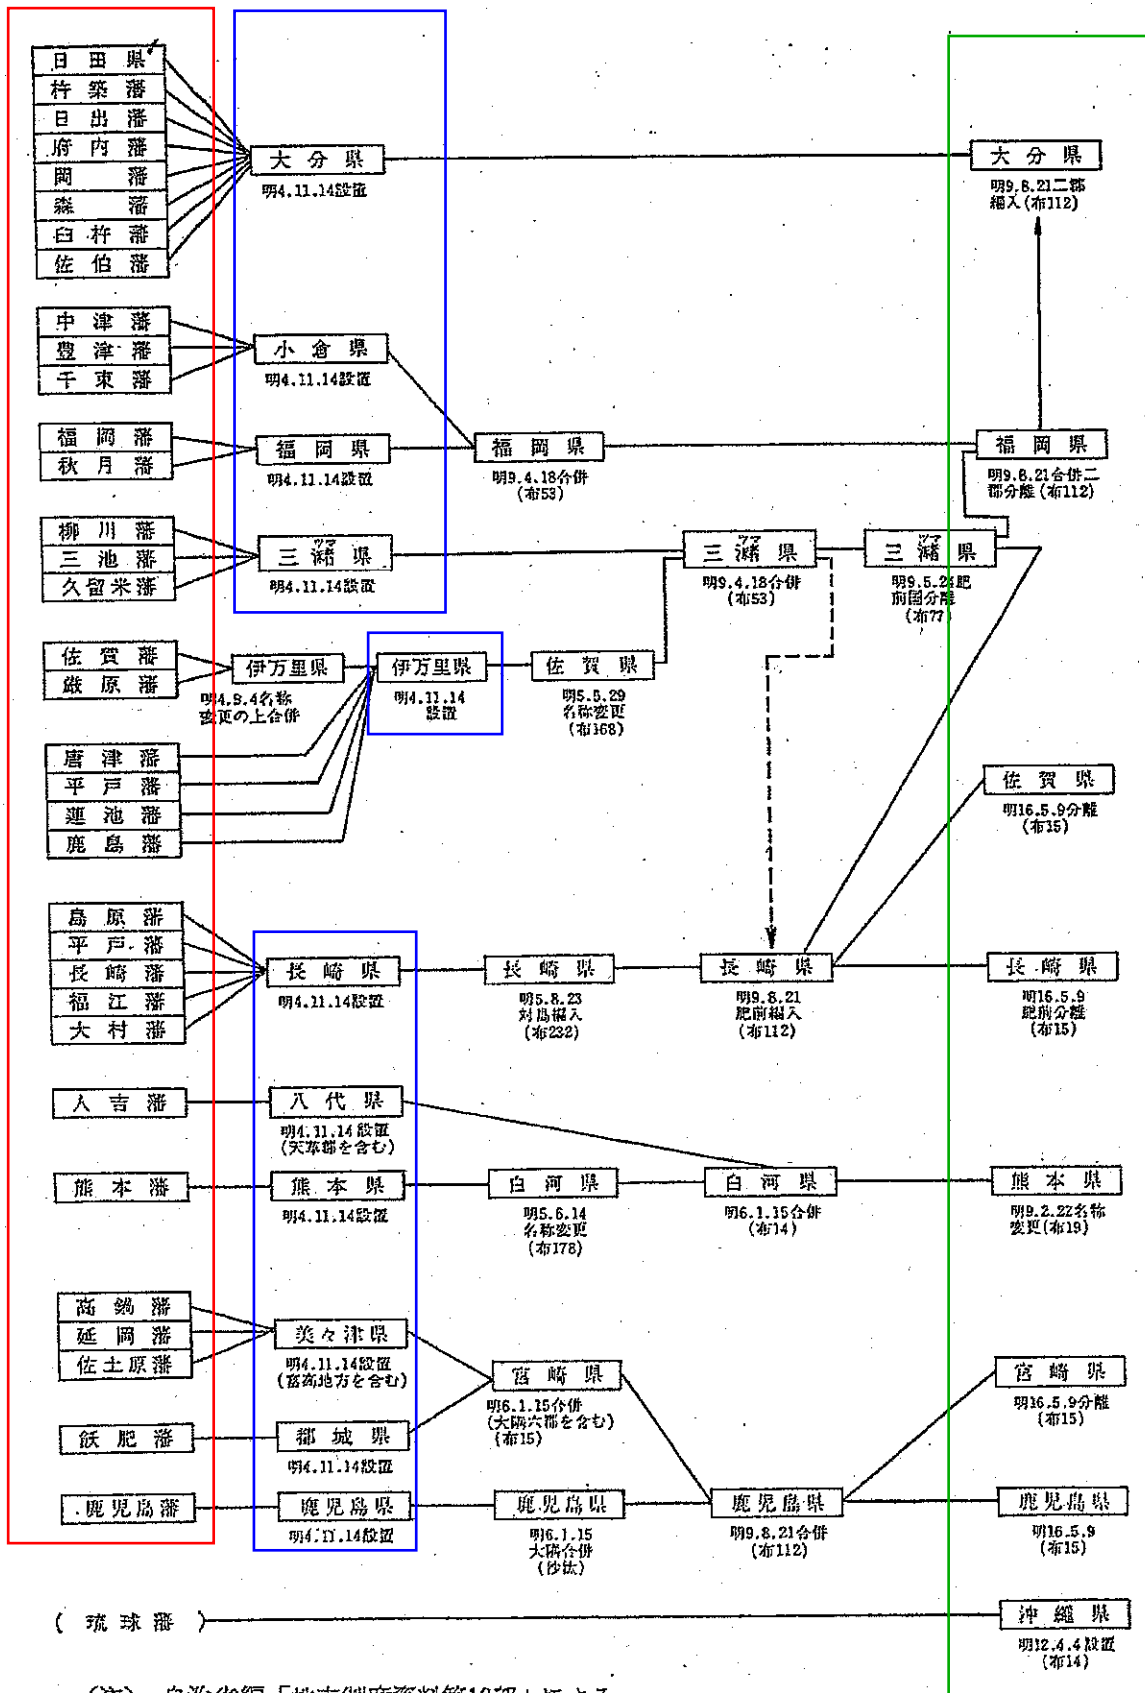 日田県
杵築藩
日出藩
府内藩
岡藩
森藩
臼杵藩
佐伯藩
大分県
明4.11.14設置
大分県
明9.8.21二郡
編入(布112)
中津藩
豊津藩
千束藩
小倉県
明4.11.14設置
福岡藩
秋月藩
福岡県
明4.11.14設置
福岡県
明9.4.18合併
(布53)
福岡県
明9.8.21合併二
郡分離(布112)
柳川藩
三池藩
久留米藩
ツマ
三潴県
明4.11.14設置
ツマ
三潴県
明9.4.18合併
(布53)
ツマ
三潴県
明9.5.24肥
前国分離
(布77)
佐賀藩
厳原藩
伊万里県
明4.9.4名称
変更の上合併
伊万里県
明4.11.14
設置
佐賀県
明5.5.29
名称変更
(布168)
唐津藩
平戸藩
蓮池藩
鹿島藩
佐賀県
明16.5.9分離
(布15)
島原藩
平戸藩
長崎藩
福江藩
大村藩
長崎県
明4.11.14設置
長崎県
明5.8.23
対島編入
(布232)
長崎県
明9.8.21
肥前編入
(布112)
長崎県
明16.5.9
肥前分離
(布15)
人吉藩
八代県
明4.11.14設置
(天草郡を含む)
熊本藩
熊本県
明4.11.14設置
白河県
明5.6.14
名称変更
(布178)
白河県
明6.1.15合併
(布14)
熊本県
明9.2.22名称
変更(布19)
高鍋藩
延岡藩
佐土原藩
美々津県
明4.11.14設置
(富高地方を含む)
宮崎県
明6.1.15合併
(大隅六郡を含む)
(布15)
宮崎県
明16.5.9分離
(布15)
飫肥藩
都城県
明4.11.14設置
鹿児島藩
鹿児島県
明4.11.14設置
鹿児島県
明6.1.15
大隅合併
(沙汰)
鹿児島県
明9.8.21合併
(布112)
鹿児島県
明16.5.9
(布15)
(琉球藩)
沖縄県
明12.4.4設置
(布14)